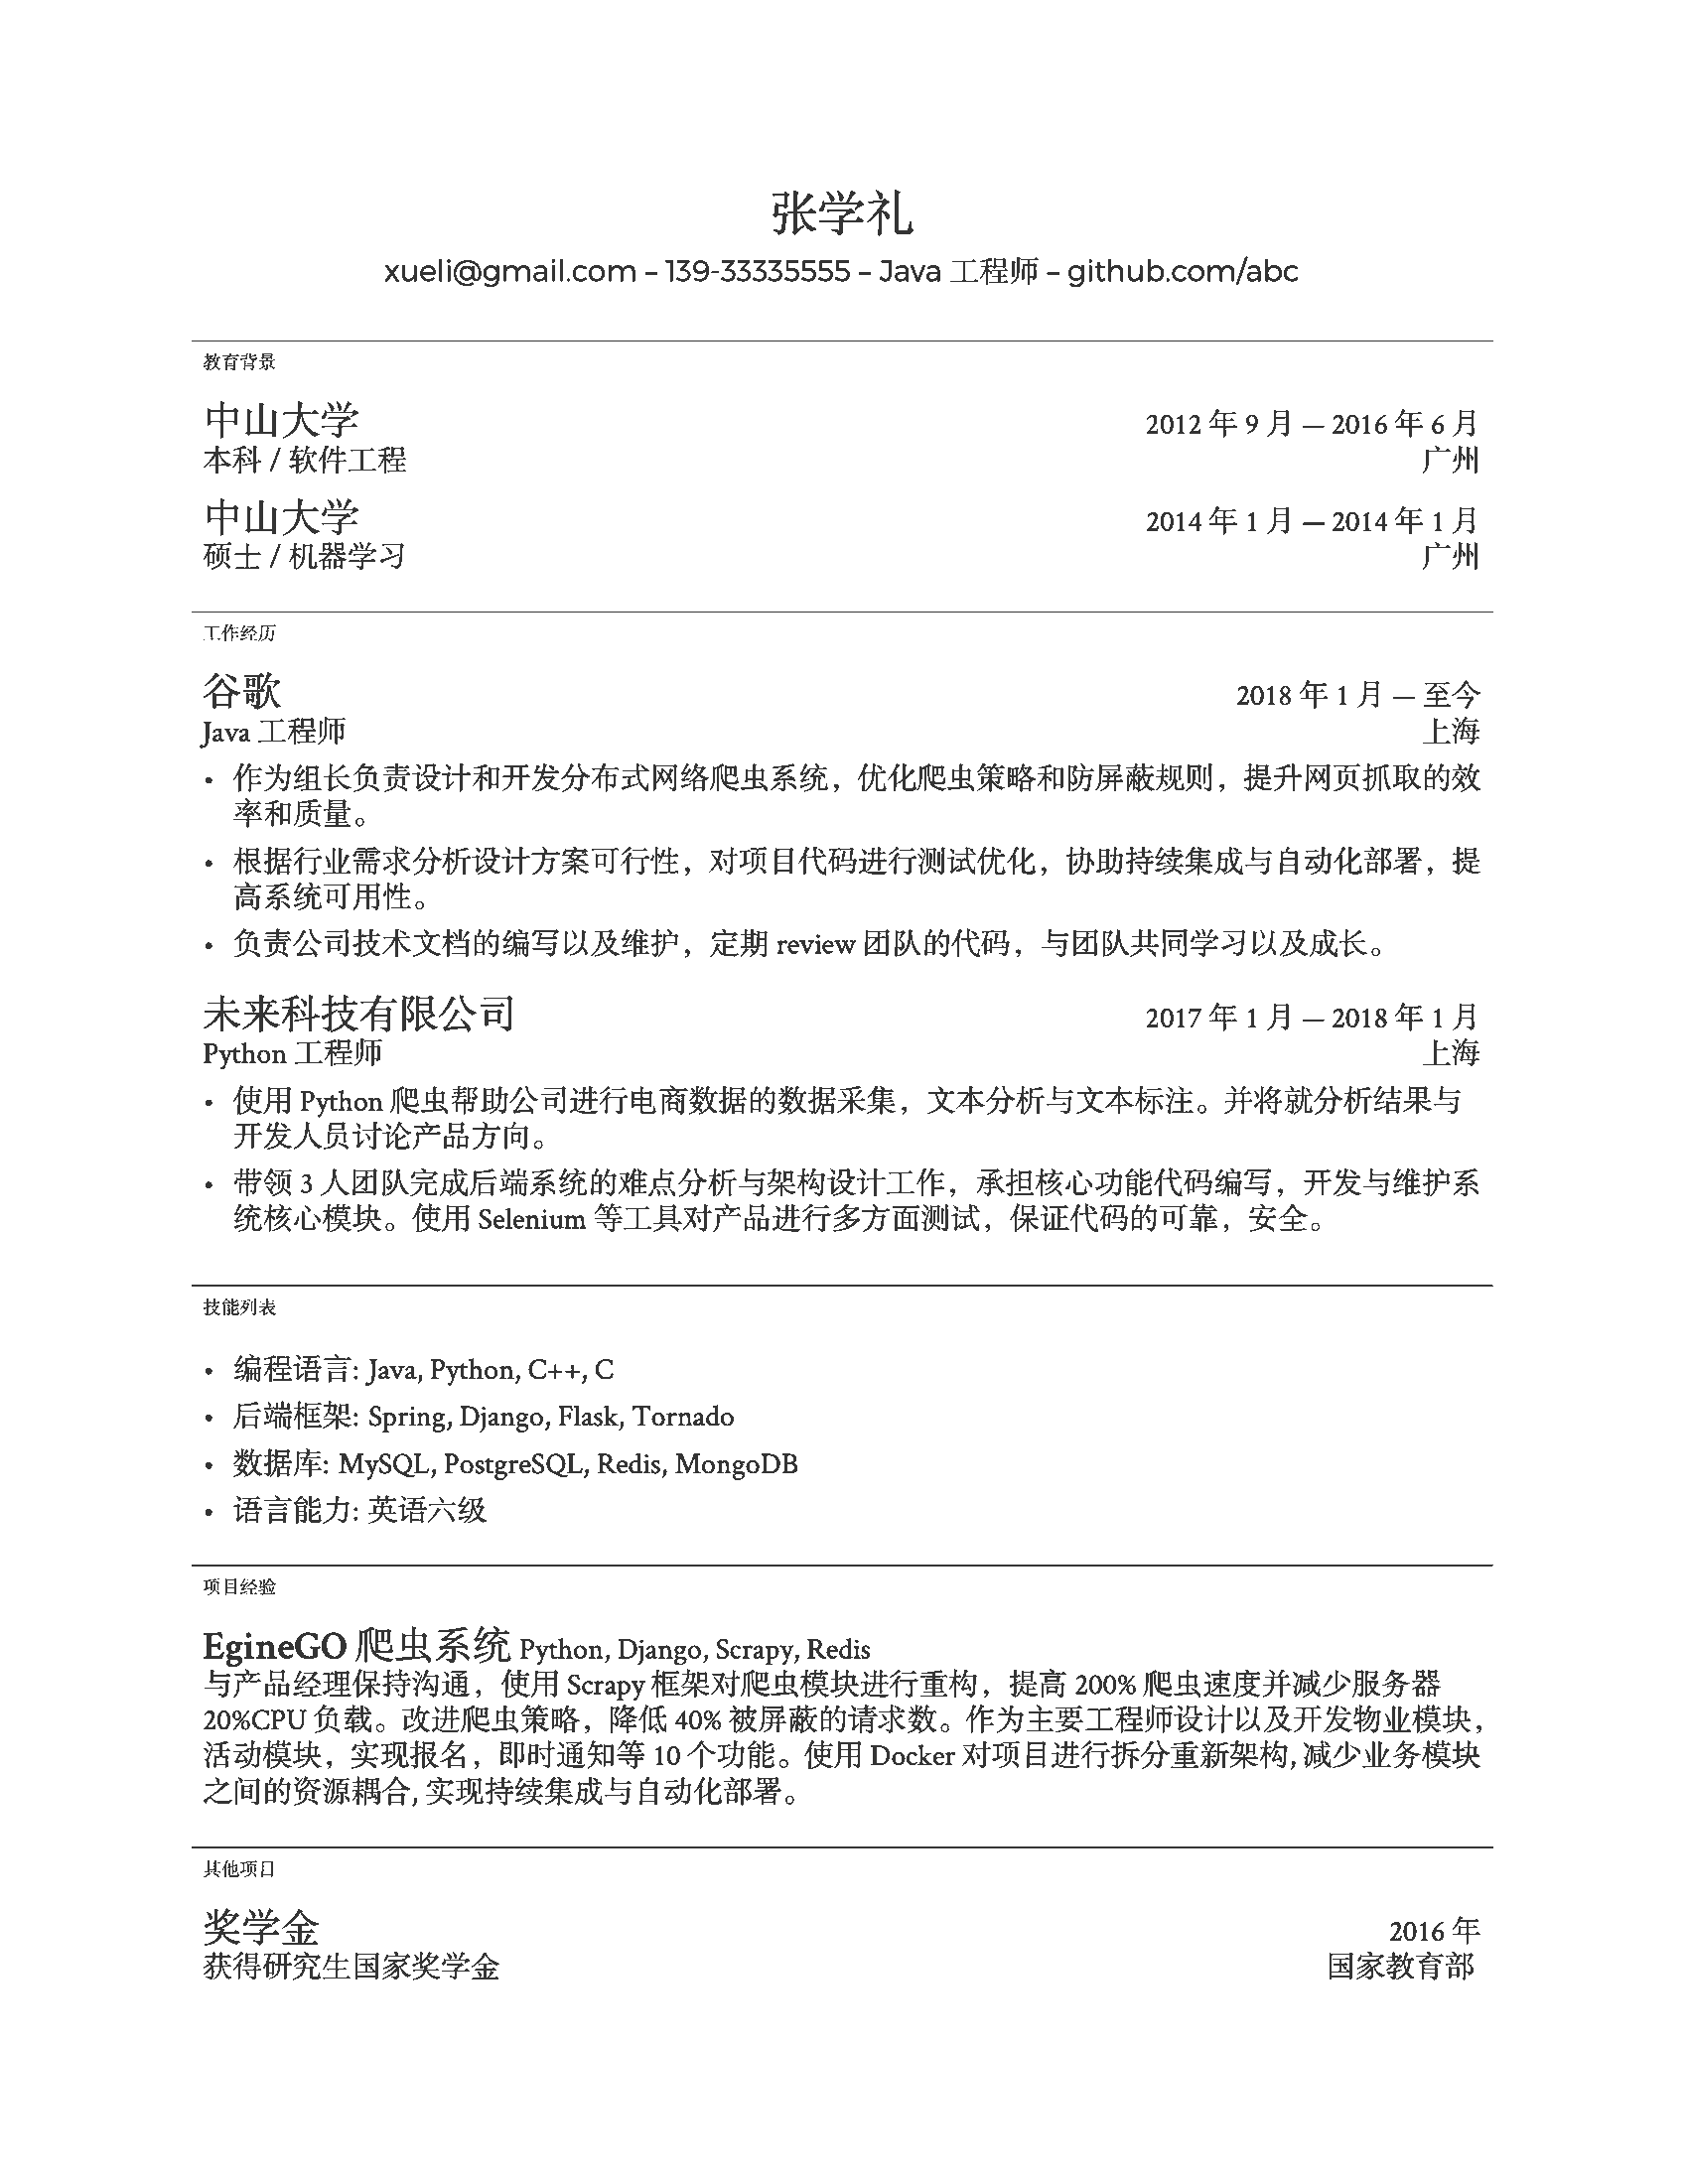 张学礼
xueli@gmail.com – 139-33335555 – Java 工程师 – github.com/abc
教育背景
中山大学 2012 年 9 月 — 2016 年 6 月
本科 / 软件工程 广州
中山大学 2014 年 1 月 — 2014 年 1 月
硕士 / 机器学习 广州
工作经历
谷歌 2018 年 1 月 — 至今
Java 工程师 上海
• 作为组长负责设计和开发分布式网络爬虫系统，优化爬虫策略和防屏蔽规则，提升网页抓取的效
率和质量。
• 根据行业需求分析设计方案可行性，对项目代码进行测试优化，协助持续集成与自动化部署，提
高系统可用性。
• 负责公司技术文档的编写以及维护，定期 review 团队的代码，与团队共同学习以及成长。
未来科技有限公司 2017 年 1 月 — 2018 年 1 月
Python 工程师 上海
• 使用 Python 爬虫帮助公司进行电商数据的数据采集，文本分析与文本标注。并将就分析结果与
开发人员讨论产品方向。
• 带领 3 人团队完成后端系统的难点分析与架构设计工作，承担核心功能代码编写，开发与维护系
统核心模块。使用 Selenium 等工具对产品进行多方面测试，保证代码的可靠，安全。
技能列表
• 编程语言: Java, Python, C++, C
• 后端框架: Spring, Django, Flask, Tornado
• 数据库: MySQL, PostgreSQL, Redis, MongoDB
• 语言能力: 英语六级
项目经验
EgineGO 爬虫系统 Python, Django, Scrapy, Redis
与产品经理保持沟通，使用 Scrapy 框架对爬虫模块进行重构，提高 200% 爬虫速度并减少服务器
20%CPU 负载。改进爬虫策略，降低 40% 被屏蔽的请求数。作为主要工程师设计以及开发物业模块，
活动模块，实现报名，即时通知等 10 个功能。使用 Docker 对项目进行拆分重新架构, 减少业务模块
之间的资源耦合, 实现持续集成与自动化部署。
其他项目
奖学金 2016 年
获得研究生国家奖学金 国家教育部